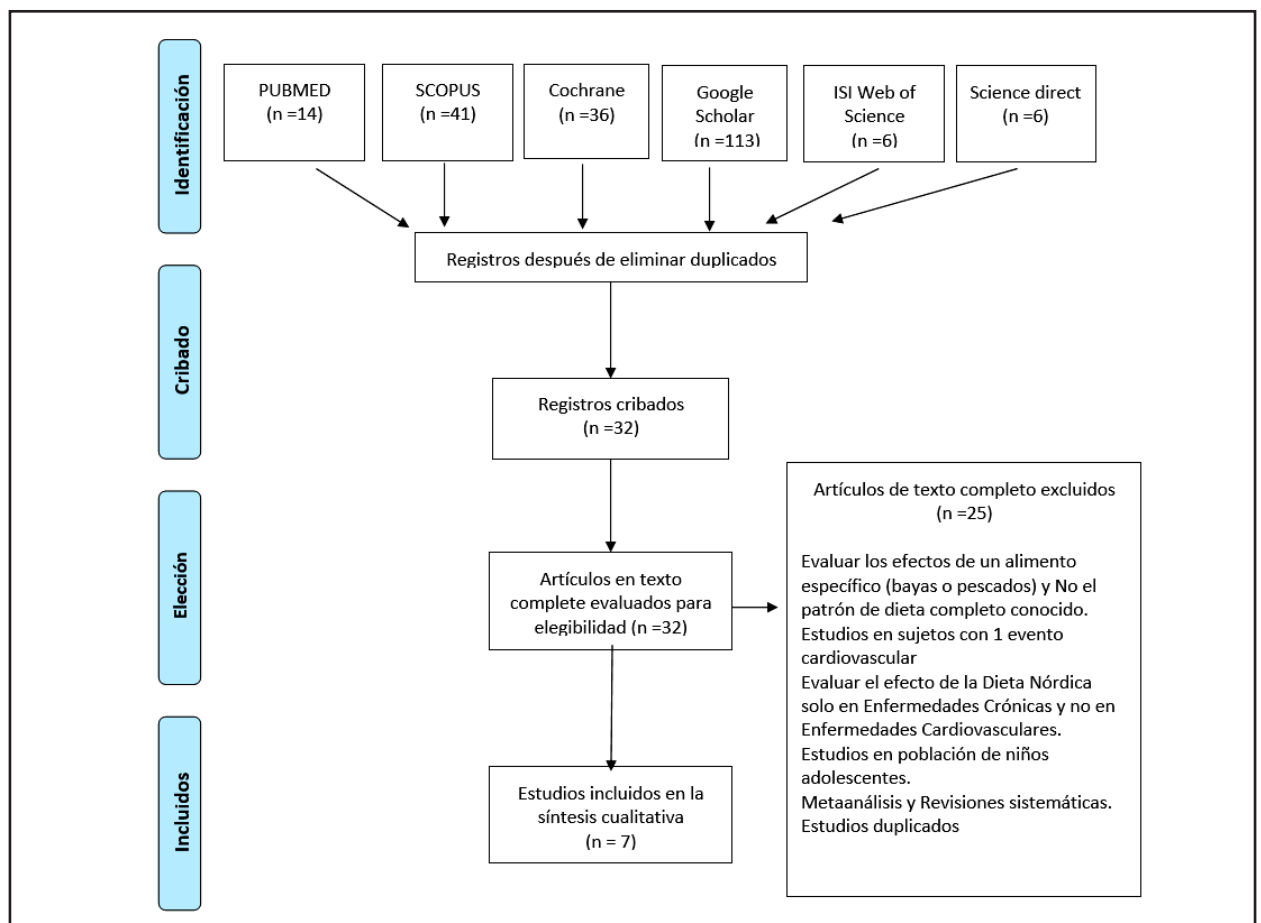 Identificación
PUBMED
(n =14)
SCOPUS
(n =41)
Cochrane
(n =36)
Google
Scholar
(n =113)
ISI Web of
Science
(n =6)
Science direct
(n =6)
Registros después de eliminar duplicados
Cribado
Registros cribados
(n =32)
Elección
Artículos en texto
complete evaluados para
elegibilidad (n =32)
Artículos de texto completo excluidos
(n =25)
Evaluar los efectos de un alimento
específico (bayas o pescados) y No el
patrón de dieta completo conocido.
Estudios en sujetos con 1 evento
cardiovascular
Evaluar el efecto de la Dieta Nórdica
solo en Enfermedades Crónicas y no en
Enfermedades Cardiovasculares.
Estudios en población de niños
adolescentes.
Metaanálisis y Revisiones sistemáticas.
Estudios duplicados
Incluidos
Estudios incluidos en la
síntesis cualitativa
(n = 7)